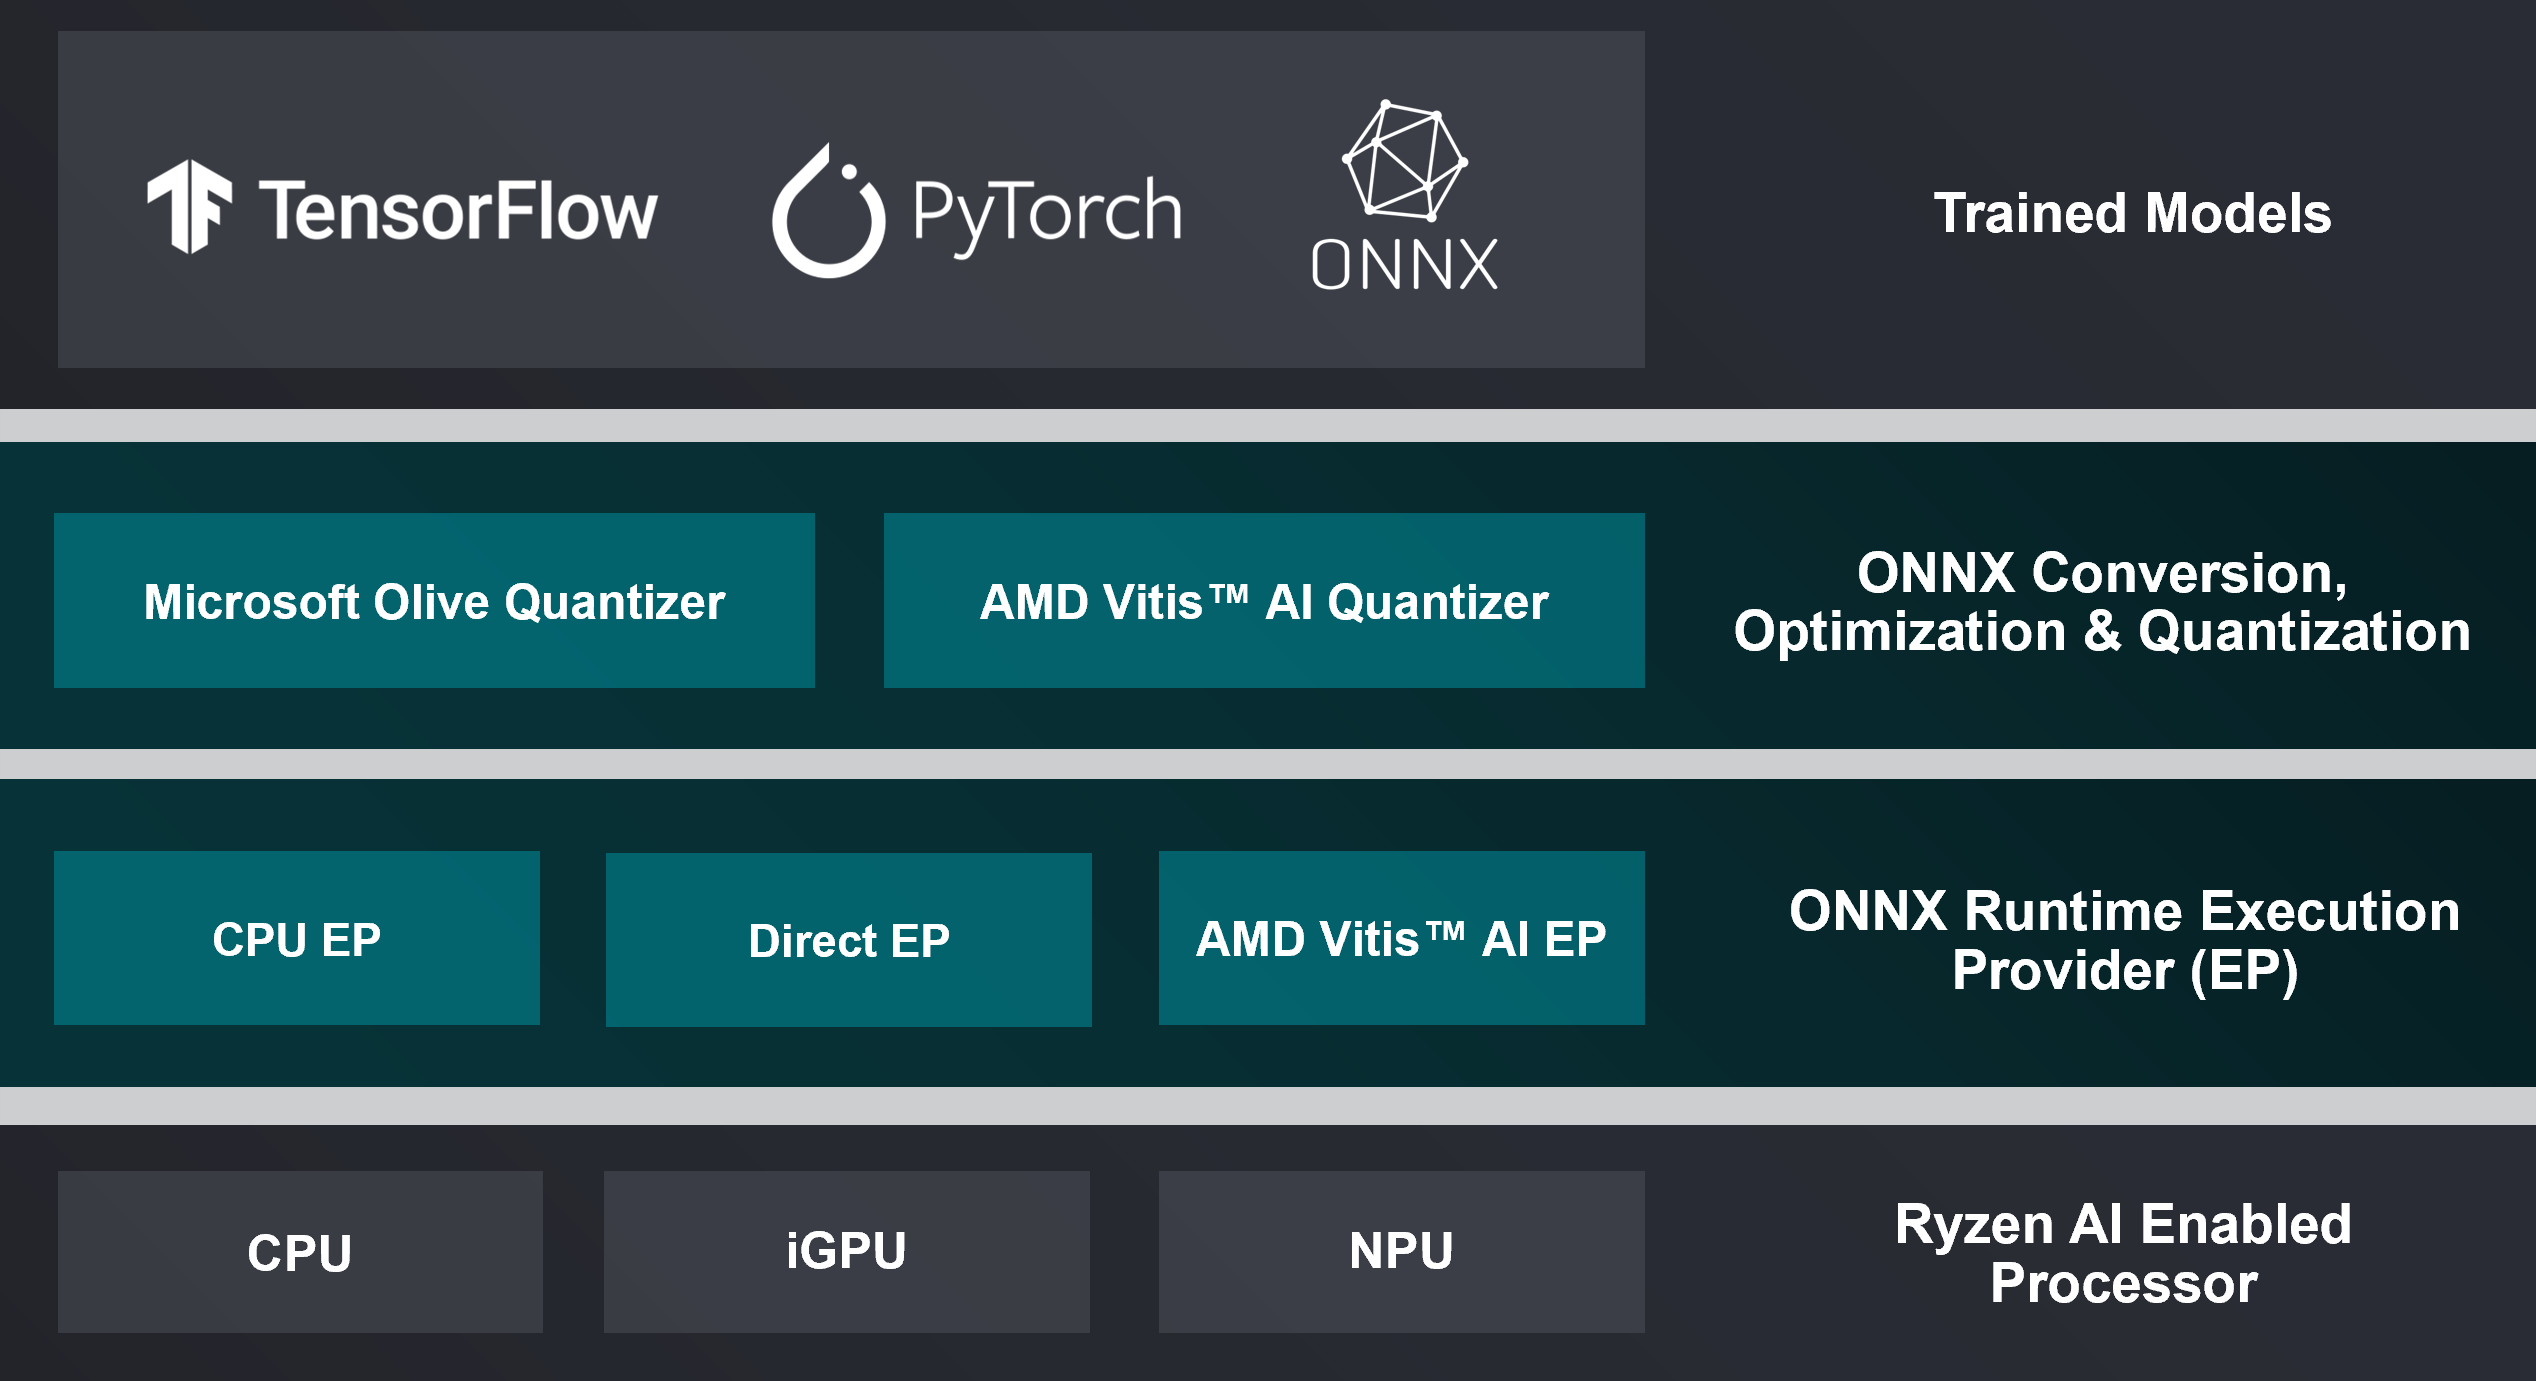 TensorFlow
PyTorch
ONNX
Trained Models
Microsoft Olive Quantizer
AMD Vitis™ AI Quantizer
ONNX Conversion,
Optimization & Quantization
CPU EP
Direct EP
AMD Vitis™ AI EP
ONNX Runtime Execution
Provider (EP)
CPU
iGPU
NPU
Ryzen AI Enabled
Processor